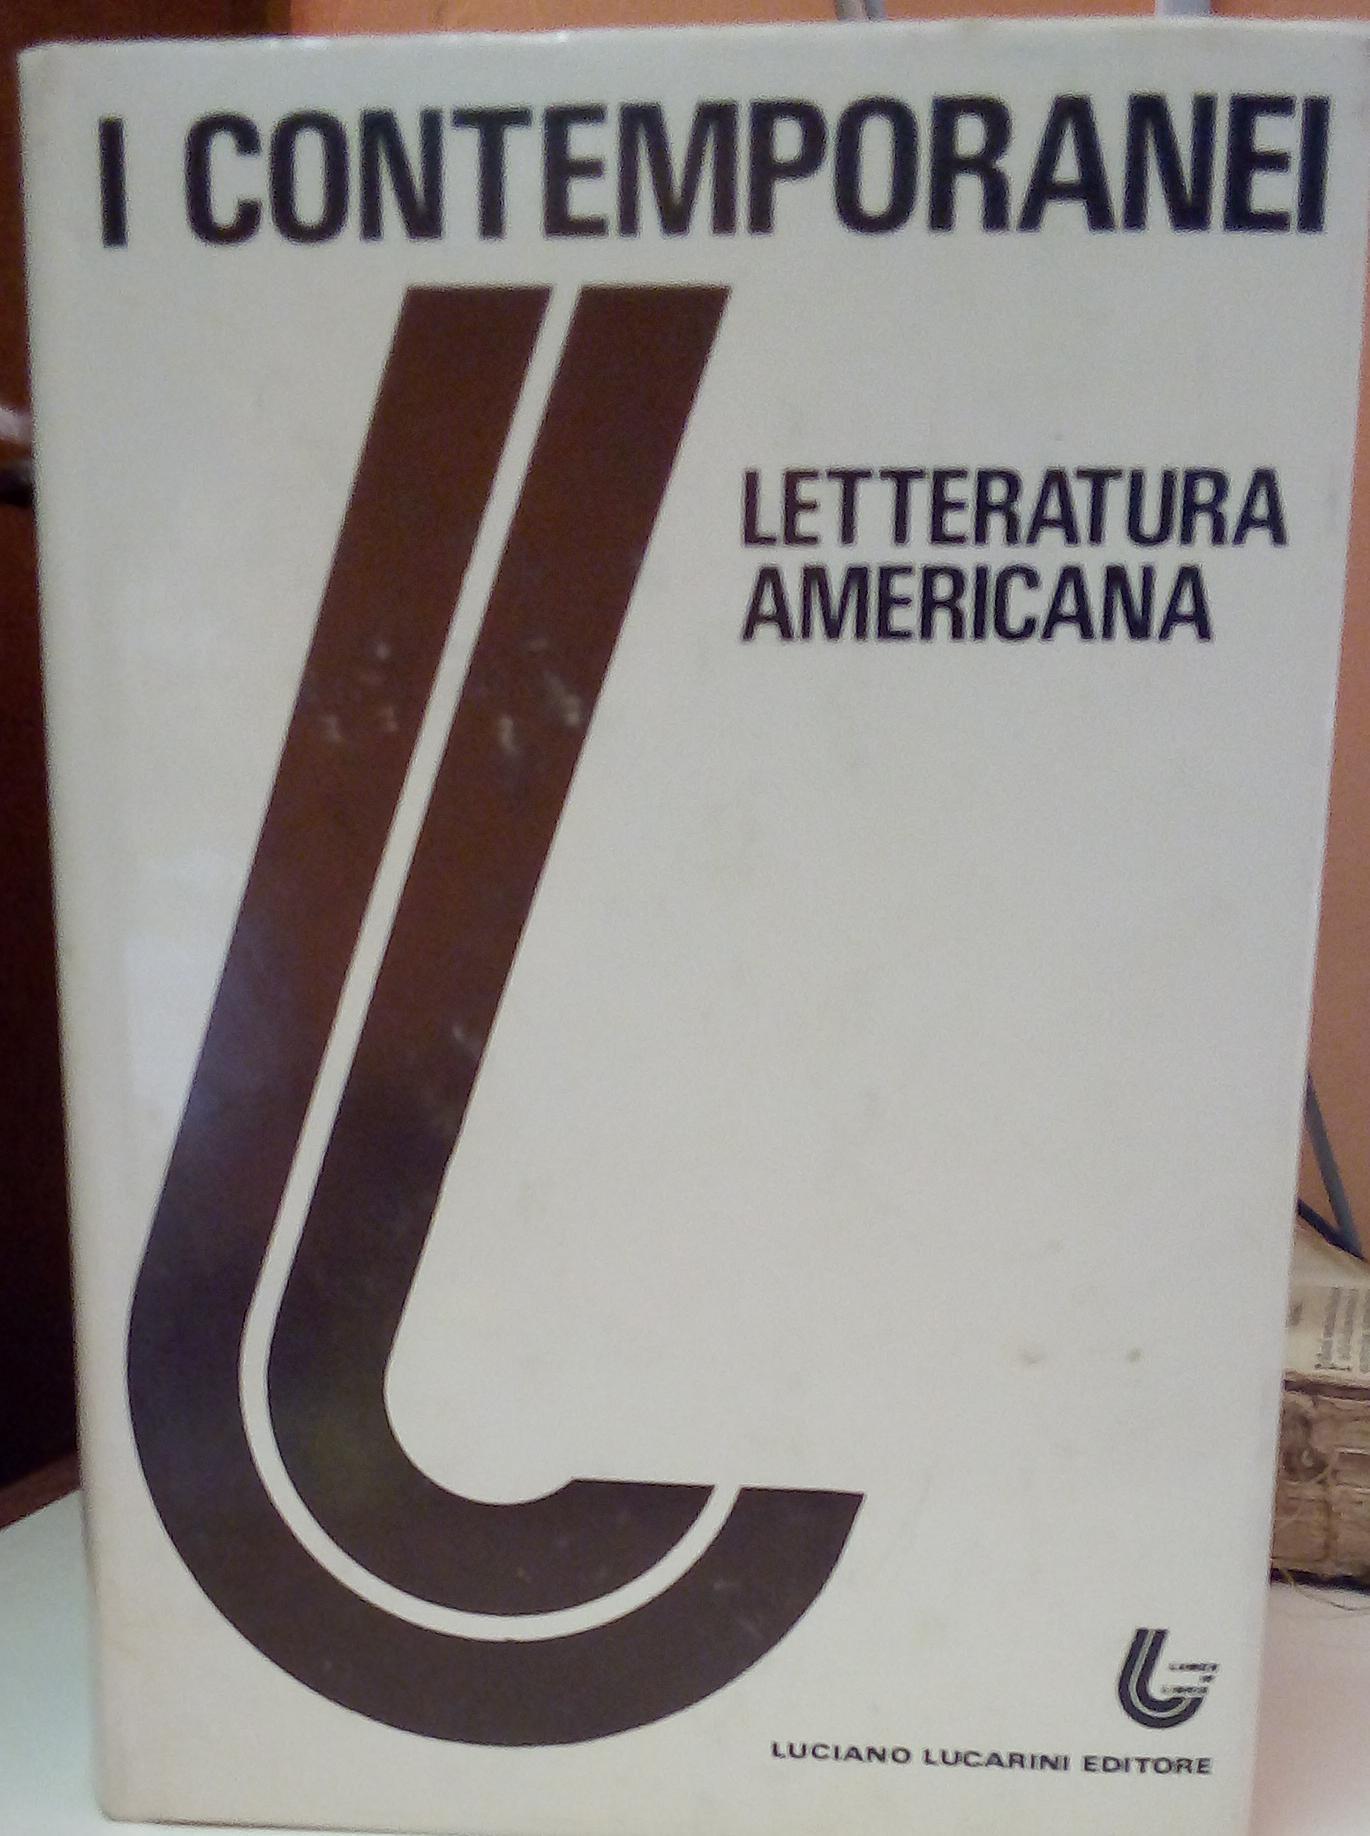 I CONTEMPORANEI
LETTERATURA
AMERICANA
LUCIANO LUCARINI EDITORE